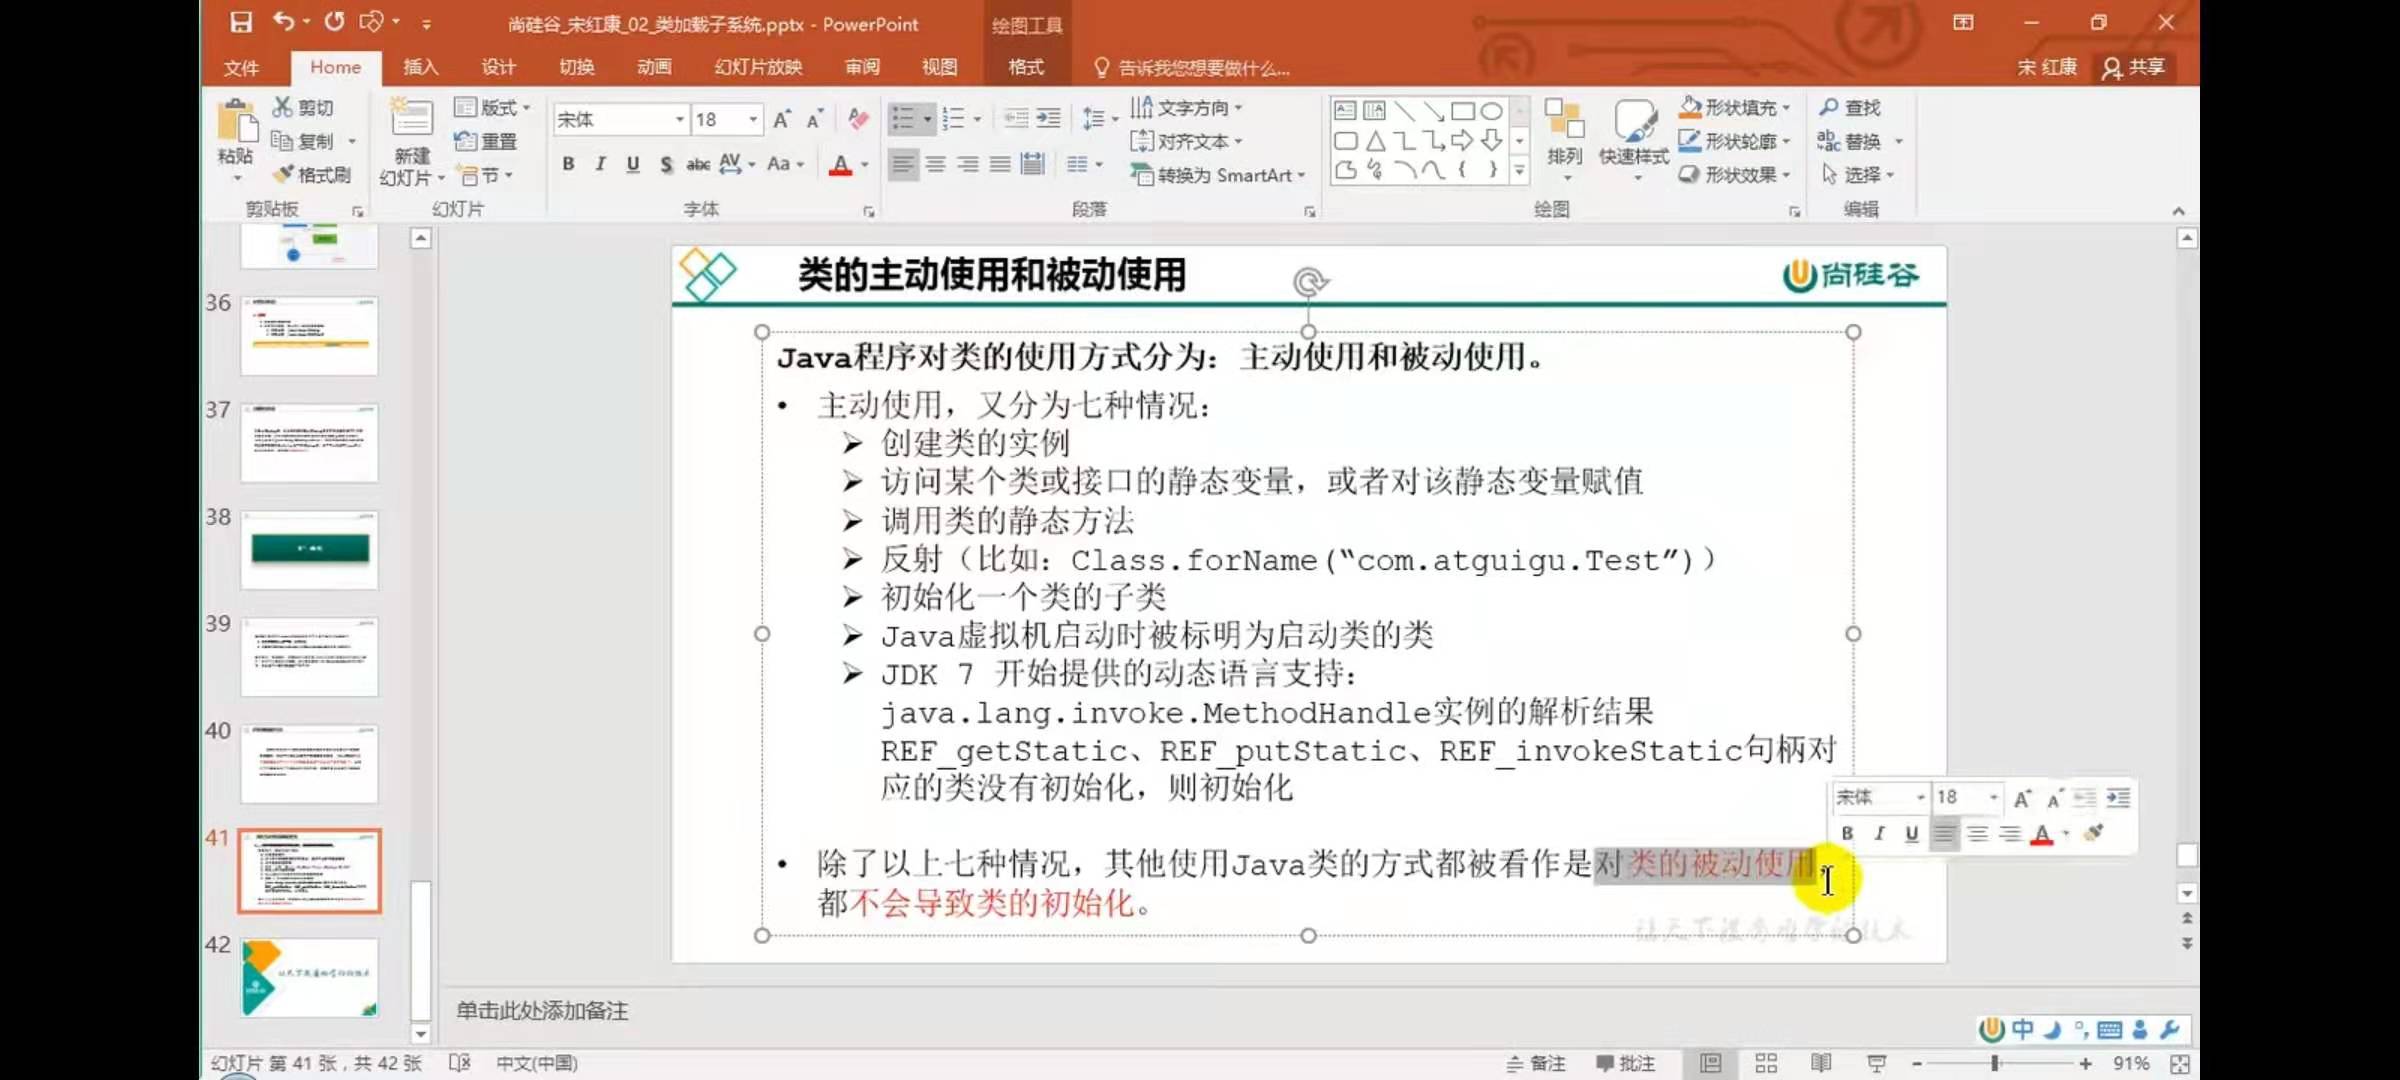 尚硅谷_宋红康_02_类加载子系统.pptx - PowerPoint
绘图工具
文件
Home
插入
设计
切换
动画
幻灯片放映
审阅
视图
格式
告诉我您想要做什么...
宋 红康
共享
粘贴
剪切
复制
格式刷
剪贴板
新建
幻灯片
版式
重置
节
幻灯片
宋体
18
字体
文字方向
对齐文本
转换为 SmartArt
段落
排列
快速样式
形状填充
形状轮廓
形状效果
绘图
查找
替换
选择
编辑
36
37
38
39
40
41
42
类的主动使用和被动使用
尚硅谷
Java程序对类的使用方式分为：主动使用和被动使用。
• 主动使用，又分为七种情况：
➢ 创建类的实例
➢ 访问某个类或接口的静态变量，或者对该静态变量赋值
➢ 调用类的静态方法
➢ 反射（比如：Class.forName(“com.atguigu.Test”)）
➢ 初始化一个类的子类
➢ Java虚拟机启动时被标明为启动类的类
➢ JDK 7 开始提供的动态语言支持：
java.lang.invoke.MethodHandle实例的解析结果
REF_getStatic、REF_putStatic、REF_invokeStatic句柄对
应的类没有初始化，则初始化
宋体
18
• 除了以上七种情况，其他使用Java类的方式都被看作是对类的被动使用，
都不会导致类的初始化。
单击此处添加备注
中
幻灯片 第 41 张，共 42 张
中文(中国)
备注
批注
91%